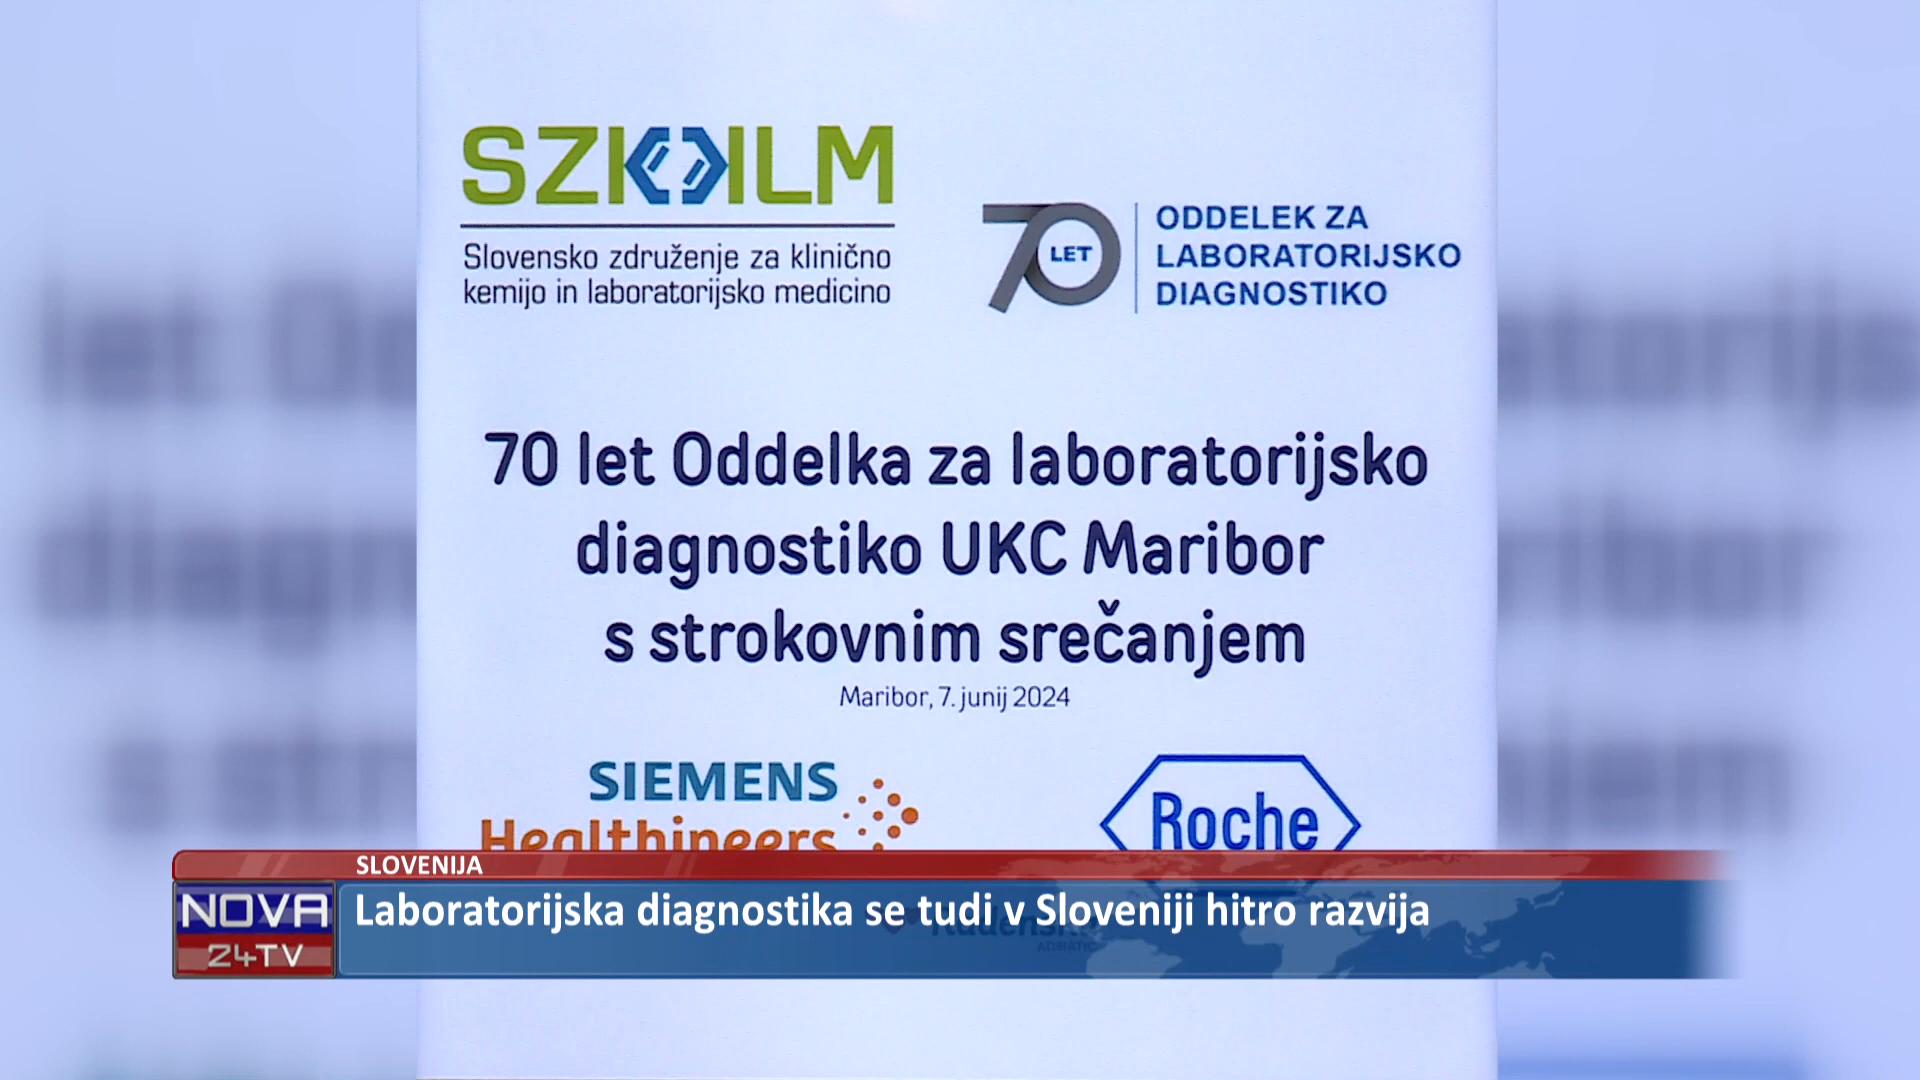 SZKKLM
Slovensko združenje za klinično
kemijo in laboratorijsko medicino
70 LET
ODDELEK ZA
LABORATORIJSKO
DIAGNOSTIKO
70 let Oddelka za laboratorijsko
diagnostiko UKC Maribor
s strokovnim srečanjem
Maribor, 7. junij 2024
SIEMENS
Healthineers
Roche
SLOVENIJA
NOVA
24TV
Laboratorijska diagnostika se tudi v Sloveniji hitro razvija
ADRIATIC